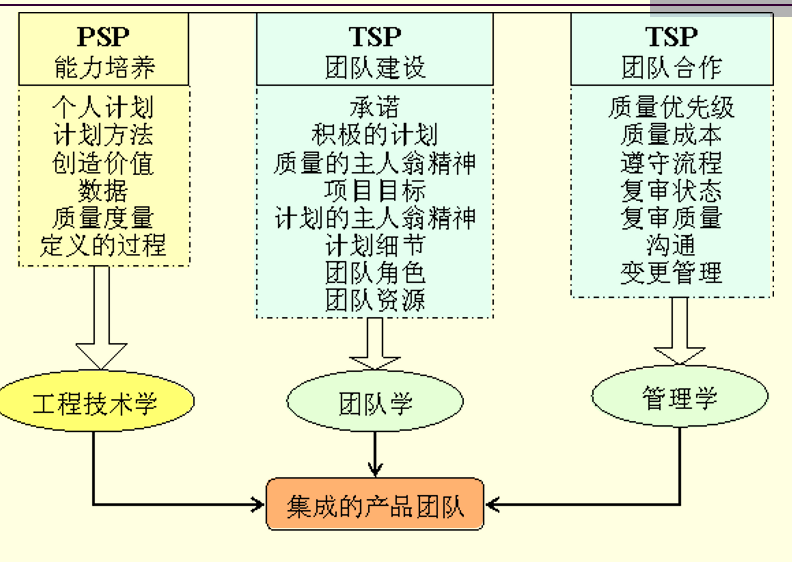 PSP
能力培养
个人计划
计划方法
创造价值
数据
质量度量
定义的过程
工程技术学
TSP
团队建设
承诺
积极的计划
质量的主人翁精神
项目目标
计划的主人翁精神
计划细节
团队角色
团队资源
团队学
TSP
团队合作
质量优先级
质量成本
遵守流程
复审状态
复审质量
沟通
变更管理
管理学
集成的产品团队